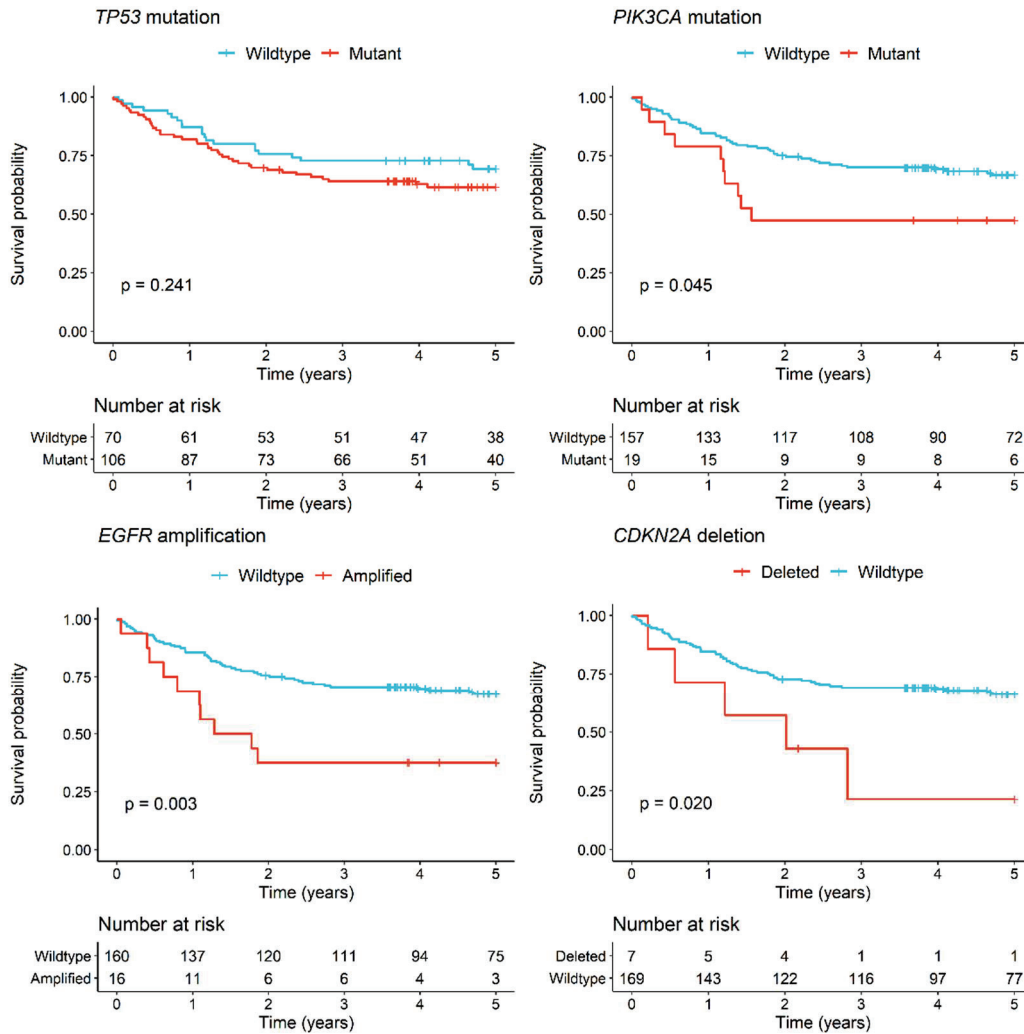 TP53 mutation
Wildtype Mutant
Survival probability
1.00
0.75
0.50
0.25
0.00
p = 0.241
0 1 2 3 4 5
Time (years)
Number at risk
Wildtype 70 61 53 51 47 38
Mutant 106 87 73 66 51 40
0 1 2 3 4 5
Time (years)
PIK3CA mutation
Wildtype Mutant
Survival probability
1.00
0.75
0.50
0.25
0.00
p = 0.045
0 1 2 3 4 5
Time (years)
Number at risk
Wildtype 157 133 117 108 90 72
Mutant 19 15 9 9 8 6
0 1 2 3 4 5
Time (years)
EGFR amplification
Wildtype Amplified
Survival probability
1.00
0.75
0.50
0.25
0.00
p = 0.003
0 1 2 3 4 5
Time (years)
Number at risk
Wildtype 160 137 120 111 94 75
Amplified 16 11 6 6 4 3
0 1 2 3 4 5
Time (years)
CDKN2A deletion
Deleted Wildtype
Survival probability
1.00
0.75
0.50
0.25
0.00
p = 0.020
0 1 2 3 4 5
Time (years)
Number at risk
Deleted 7 5 4 1 1 1
Wildtype 169 143 122 116 97 77
0 1 2 3 4 5
Time (years)